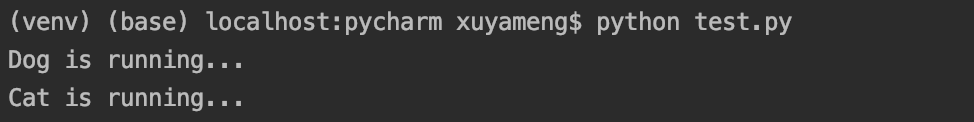 (venv) (base) localhost:pycharm xuyameng$ python test.py
Dog is running...
Cat is running...